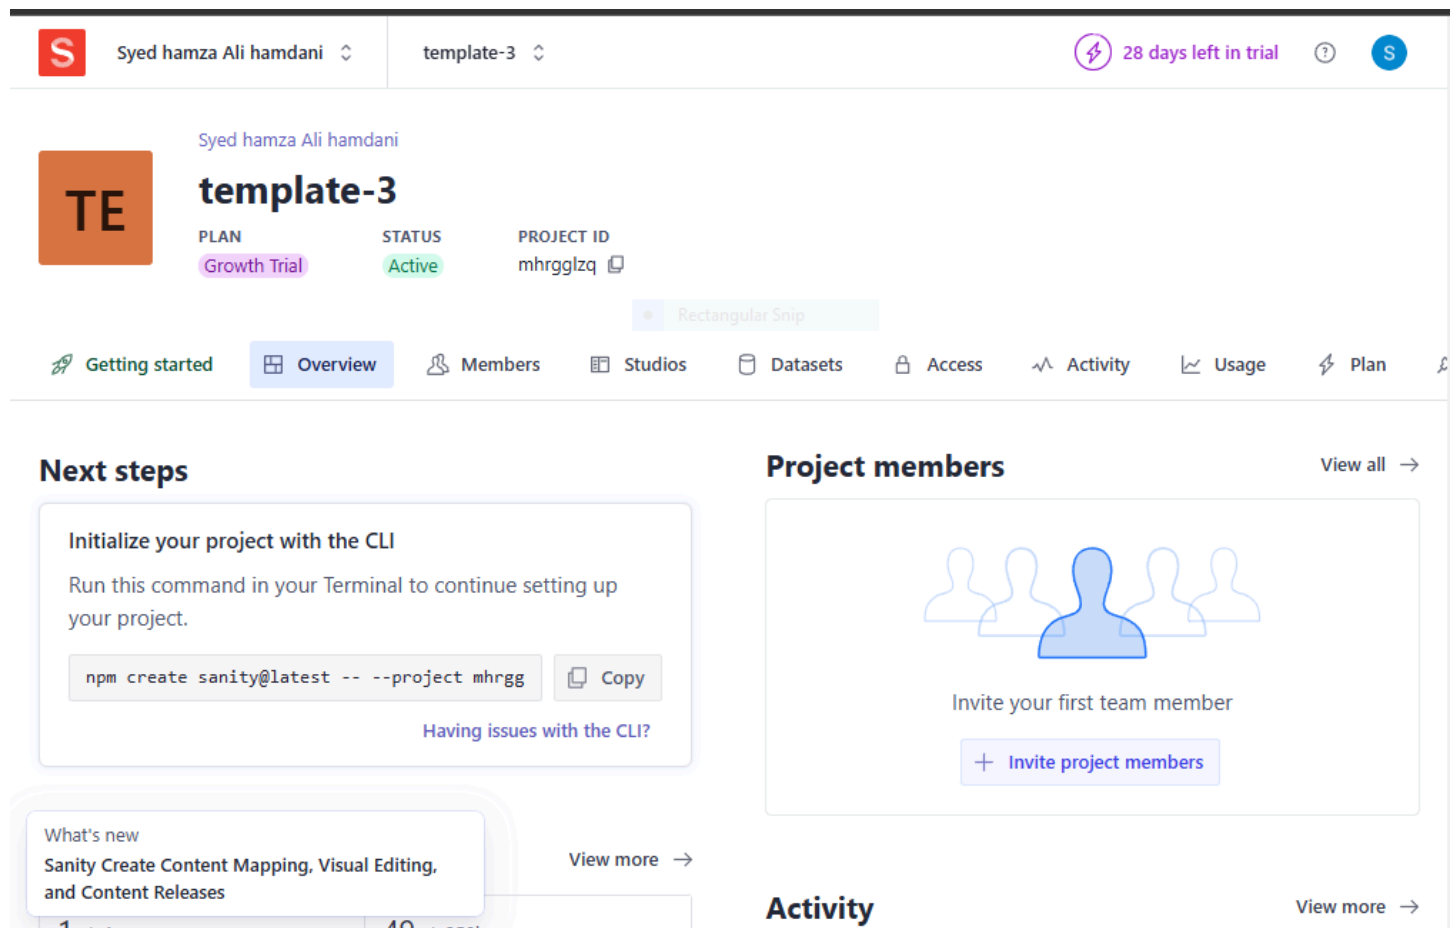 S Syed hamza Ali hamdani template-3 28 days left in trial ? S
Syed hamza Ali hamdani
TE
template-3
PLAN STATUS PROJECT ID
Growth Trial Active mhrgglzq
Rectangular Snip
Getting started Overview Members Studios Datasets Access Activity Usage Plan
Next steps
Initialize your project with the CLI
Run this command in your Terminal to continue setting up
your project.
npm create sanity@latest -- --project mhrgg Copy
Having issues with the CLI?
Project members View all
Invite your first team member
+ Invite project members
What's new
Sanity Create Content Mapping, Visual Editing,
and Content Releases
View more
Activity View more